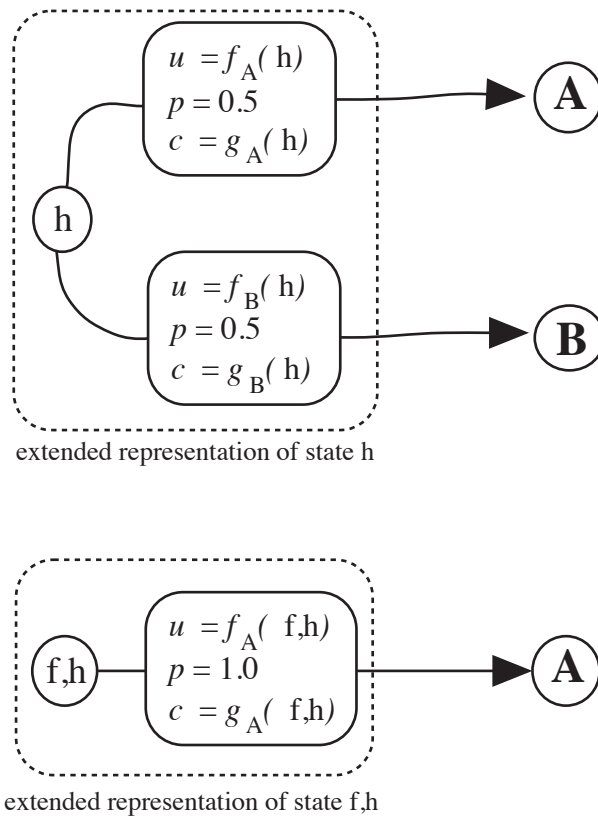 u = f_A( h)
p = 0.5
c = g_A( h)
A
h
u = f_B( h)
p = 0.5
c = g_B( h)
B
extended representation of state h
u = f_A( f,h)
p = 1.0
c = g_A( f,h)
f,h
A
extended representation of state f,h